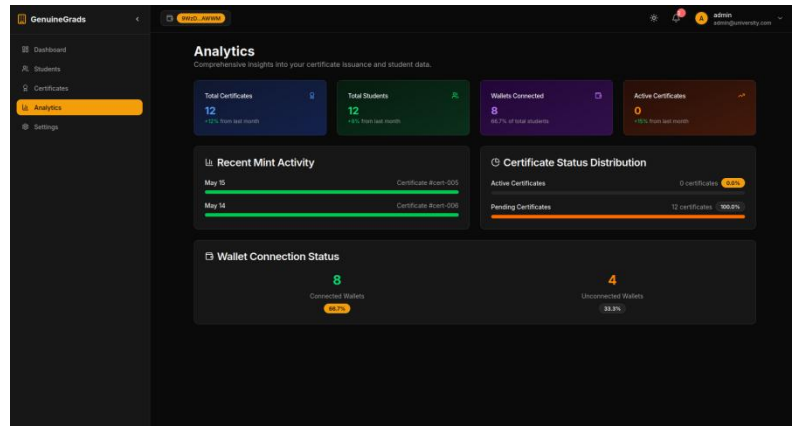 GenuineGrads
9WzD...AWWM
admin
admin@university.com
Dashboard
Students
Certificates
Analytics
Settings
Analytics
Comprehensive insights into your certificate issuance and student data.
Total Certificates
12
+12% from last month
Total Students
12
+8% from last month
Wallets Connected
8
66.7% of total students
Active Certificates
0
+15% from last month
Recent Mint Activity
May 15 Certificate #cert-005
May 14 Certificate #cert-006
Certificate Status Distribution
Active Certificates 0 certificates 0.0%
Pending Certificates 12 certificates 100.0%
Wallet Connection Status
8
Connected Wallets
66.7%
4
Unconnected Wallets
33.3%